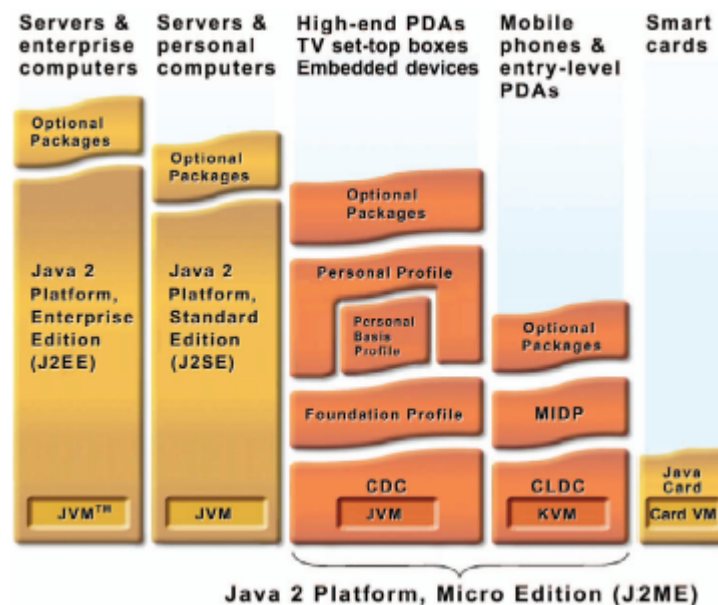 Servers &
enterprise
computers
Servers &
personal
computers
High-end PDAs
TV set-top boxes
Embedded devices
Mobile
phones &
entry-level
PDAs
Smart
cards
Optional
Packages
Java 2
Platform,
Enterprise
Edition
(J2EE)
JVM™
Optional
Packages
Java 2
Platform,
Standard
Edition
(J2SE)
JVM
Optional
Packages
Personal Profile
Personal
Basis
Profile
Foundation Profile
CDC
JVM
Optional
Packages
MIDP
CLDC
KVM
Java
Card
Card VM
Java 2 Platform, Micro Edition (J2ME)